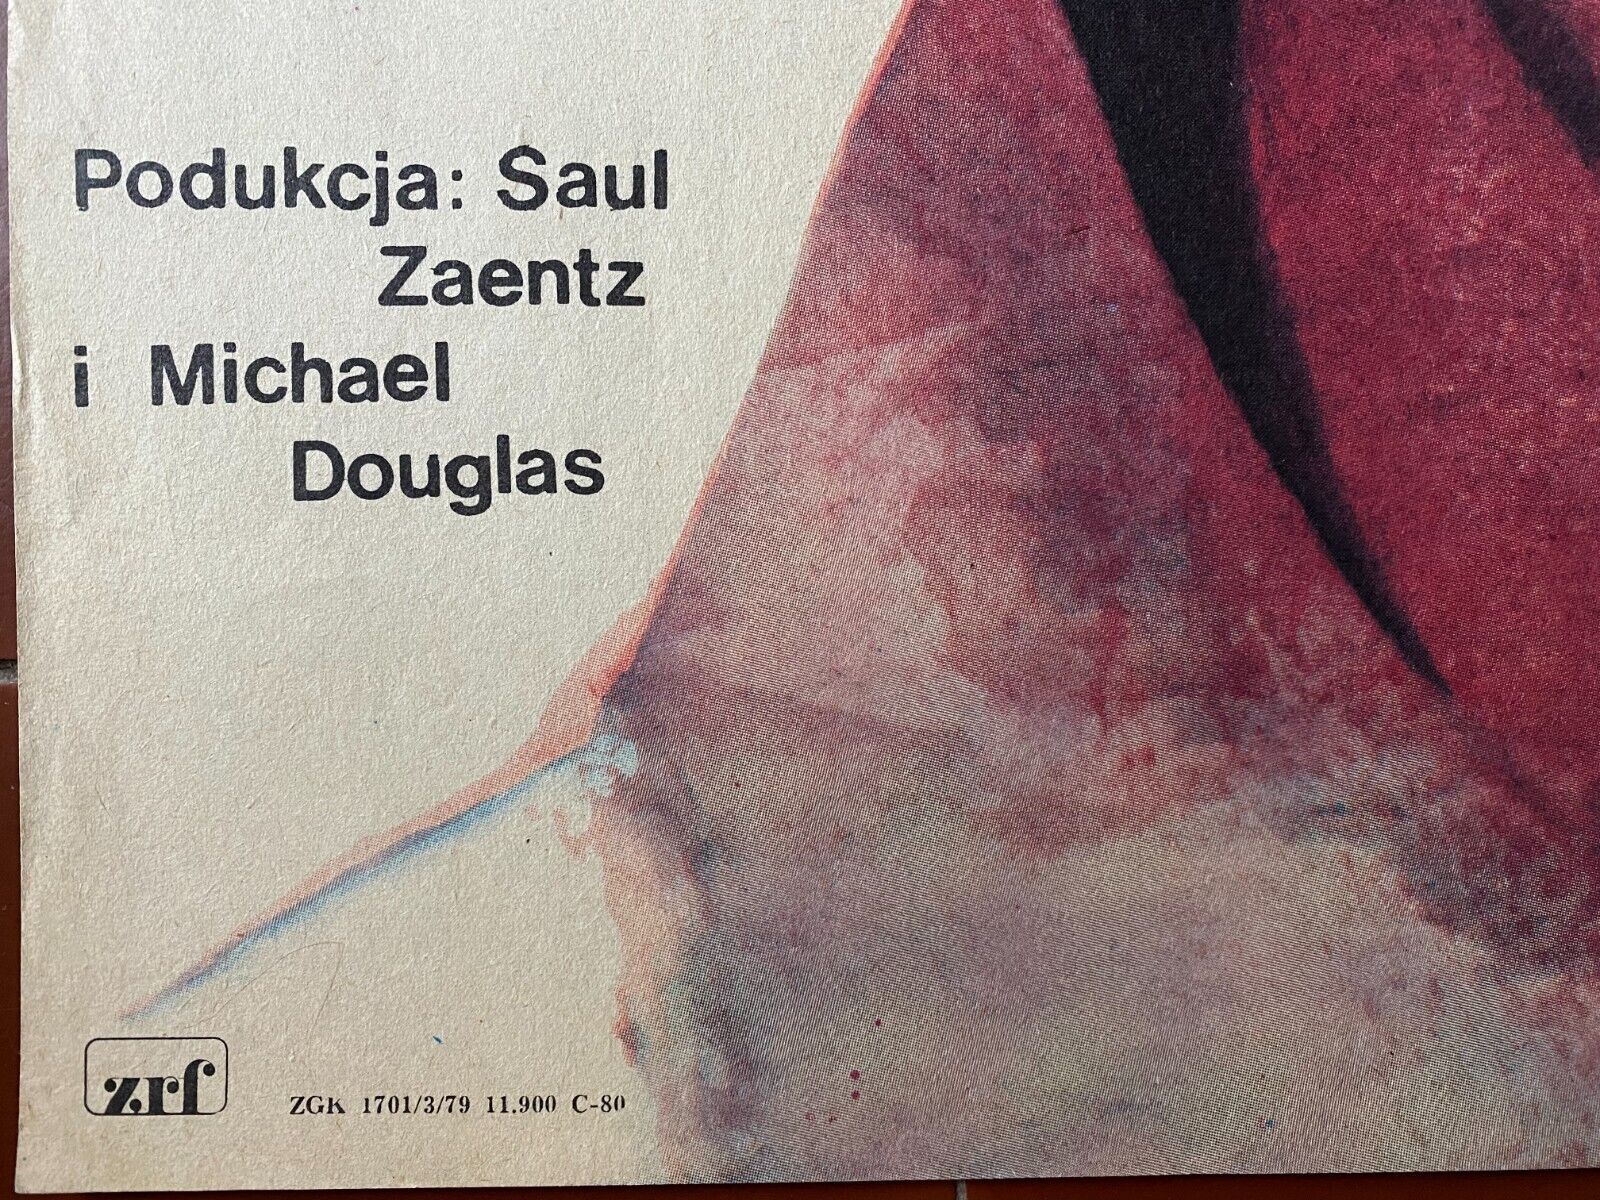 Podukcja: Saul
Zaentz
i Michael
Douglas
zrf
ZGK 1701/3/79 11.900 C-80